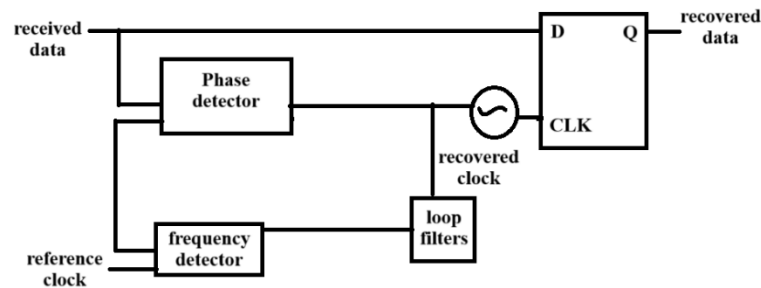 received
data
Phase
detector
D
Q
CLK
recovered
data
recovered
clock
loop
filters
frequency
detector
reference
clock